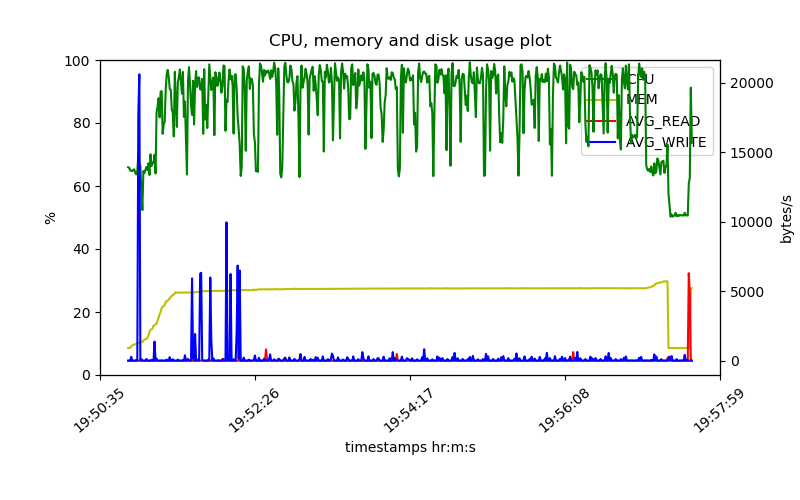 CPU, memory and disk usage plot
100
80
60
40
20
0
%
20000
15000
10000
5000
0
bytes/s
CPU
MEM
AVG_READ
AVG_WRITE
19:50:35
19:52:26
19:54:17
19:56:08
19:57:59
timestamps hr:m:s